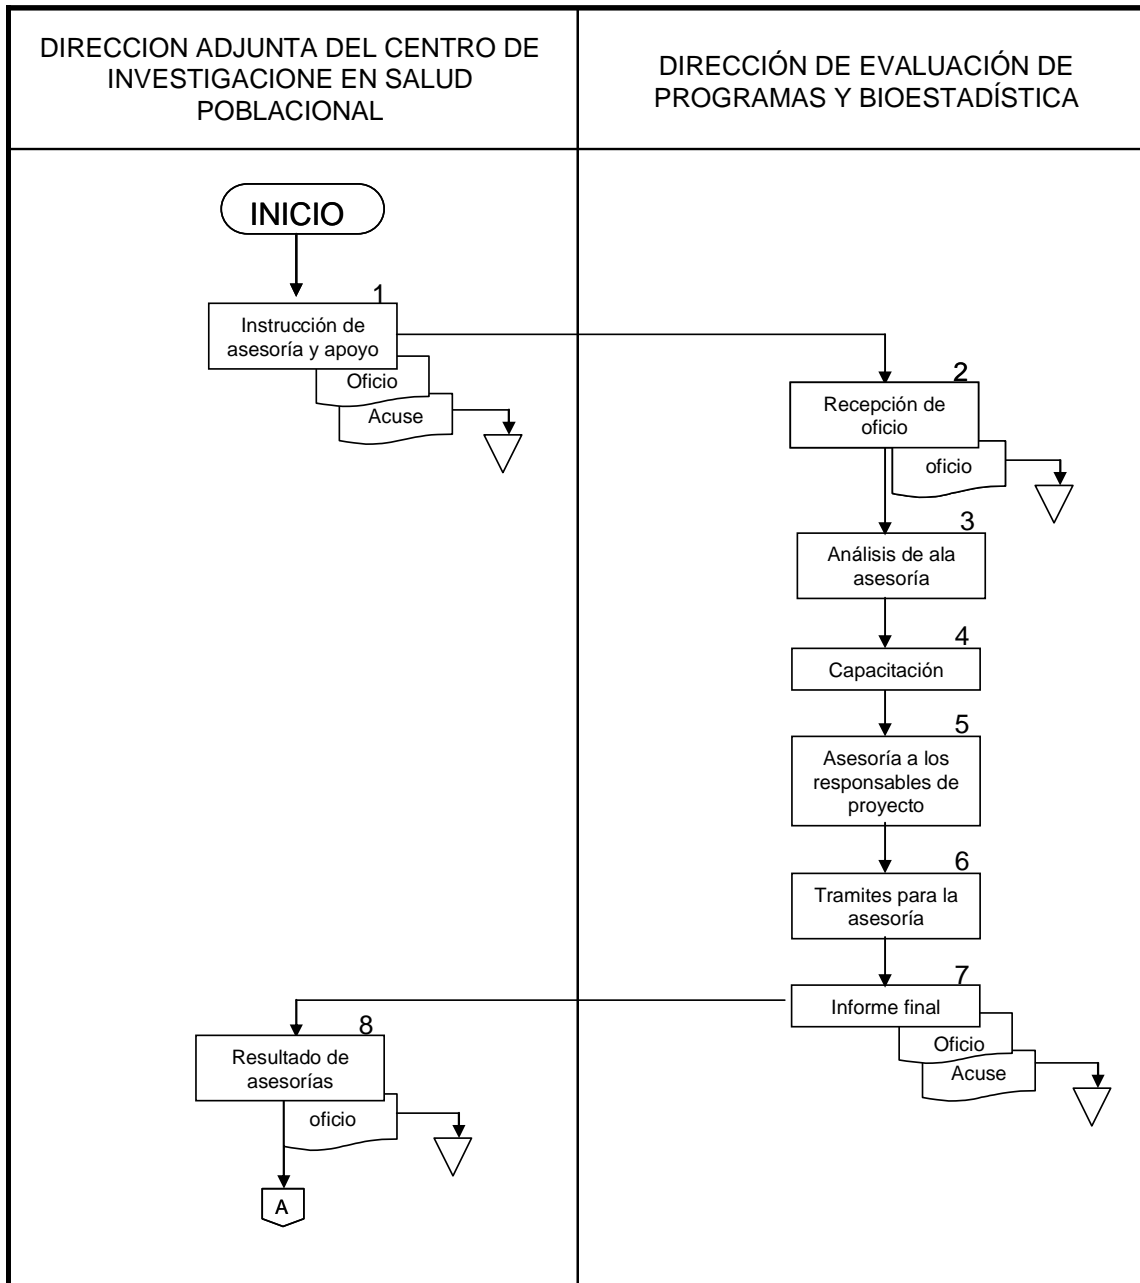 DIRECCION ADJUNTA DEL CENTRO DE
INVESTIGACIONE EN SALUD
POBLACIONAL
DIRECCIÓN DE EVALUACIÓN DE
PROGRAMAS Y BIOESTADÍSTICA
INICIO
1
Instrucción de
asesoría y apoyo
Oficio
Acuse
2
Recepción de
oficio
oficio
3
Análisis de ala
asesoría
4
Capacitación
5
Asesoría a los
responsables de
proyecto
6
Tramites para la
asesoría
7
Informe final
Oficio
Acuse
8
Resultado de
asesorías
oficio
A